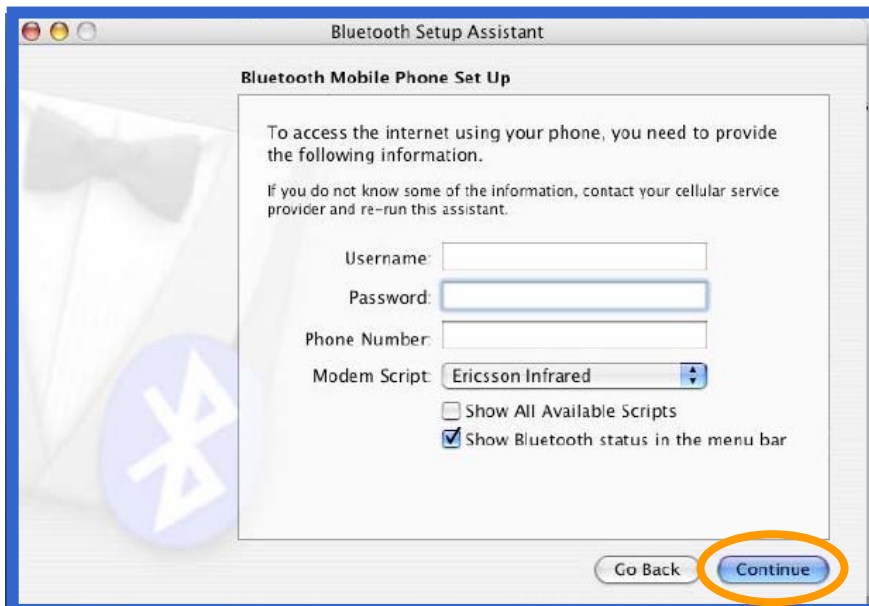 Bluetooth Setup Assistant
Bluetooth Mobile Phone Set Up
To access the internet using your phone, you need to provide
the following information.
If you do not know some of the information, contact your cellular service
provider and re-run this assistant.
Username:
Password:
Phone Number:
Modem Script: Ericsson Infrared
Show All Available Scripts
Show Bluetooth status in the menu bar
Go Back Continue